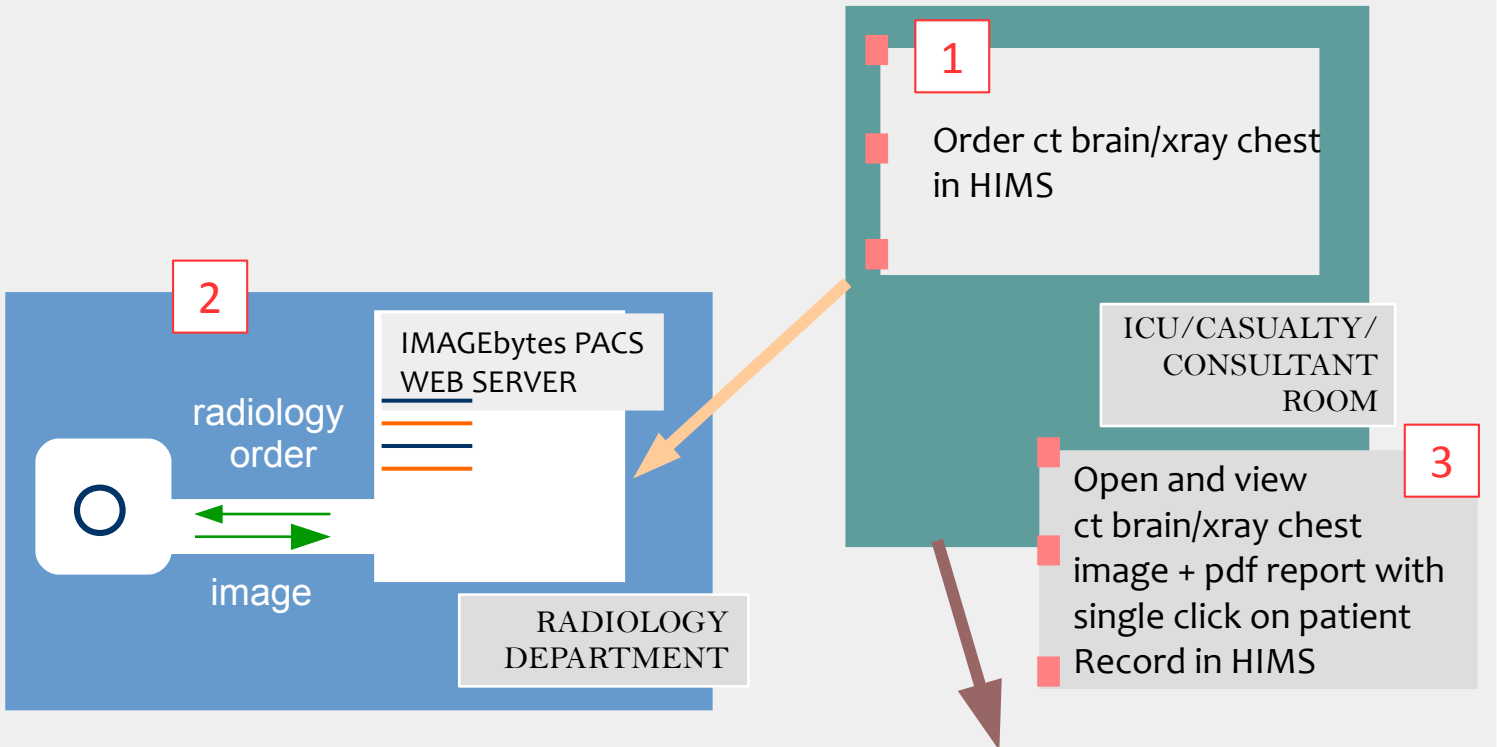 1
Order ct brain/xray chest
in HIMS
2
IMAGEbytes PACS
WEB SERVER
radiology
order
image
RADIOLOGY
DEPARTMENT
ICU/CASUALTY/
CONSULTANT
ROOM
3
Open and view
ct brain/xray chest
image + pdf report with
single click on patient
Record in HIMS